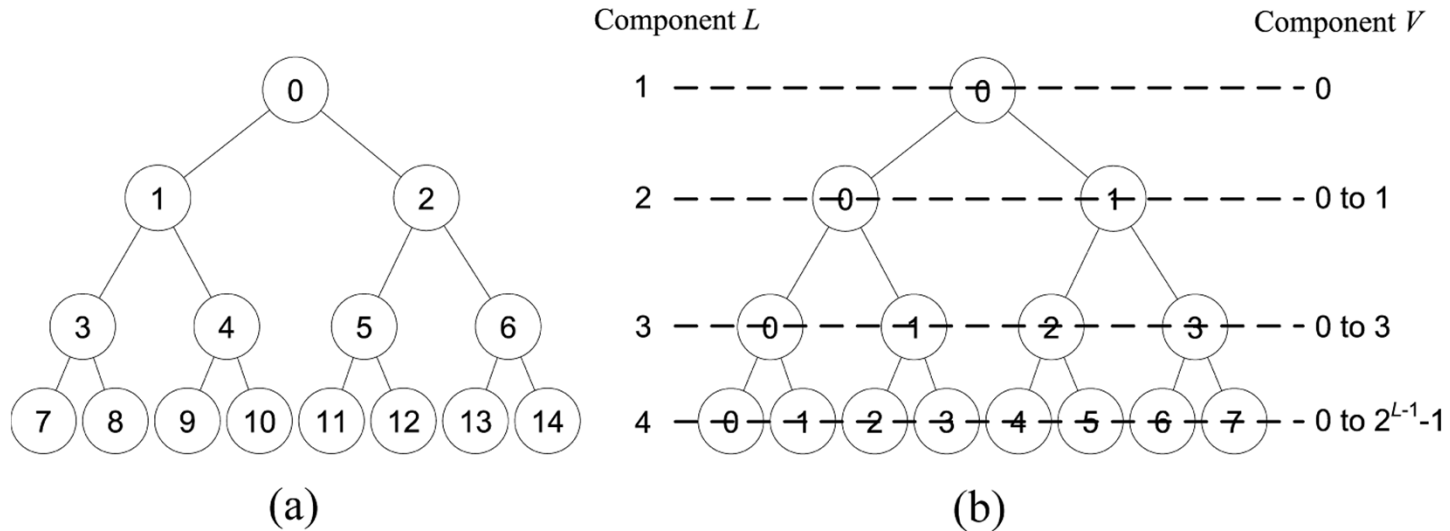 Component L Component V
0
1 2
3 4 5 6
7 8 9 10 11 12 13 14
(a)
1 0 0
2 0 1 0 to 1
3 0 1 2 3 0 to 3
4 0 1 2 3 4 5 6 7 0 to 2^{L-1}-1
(b)